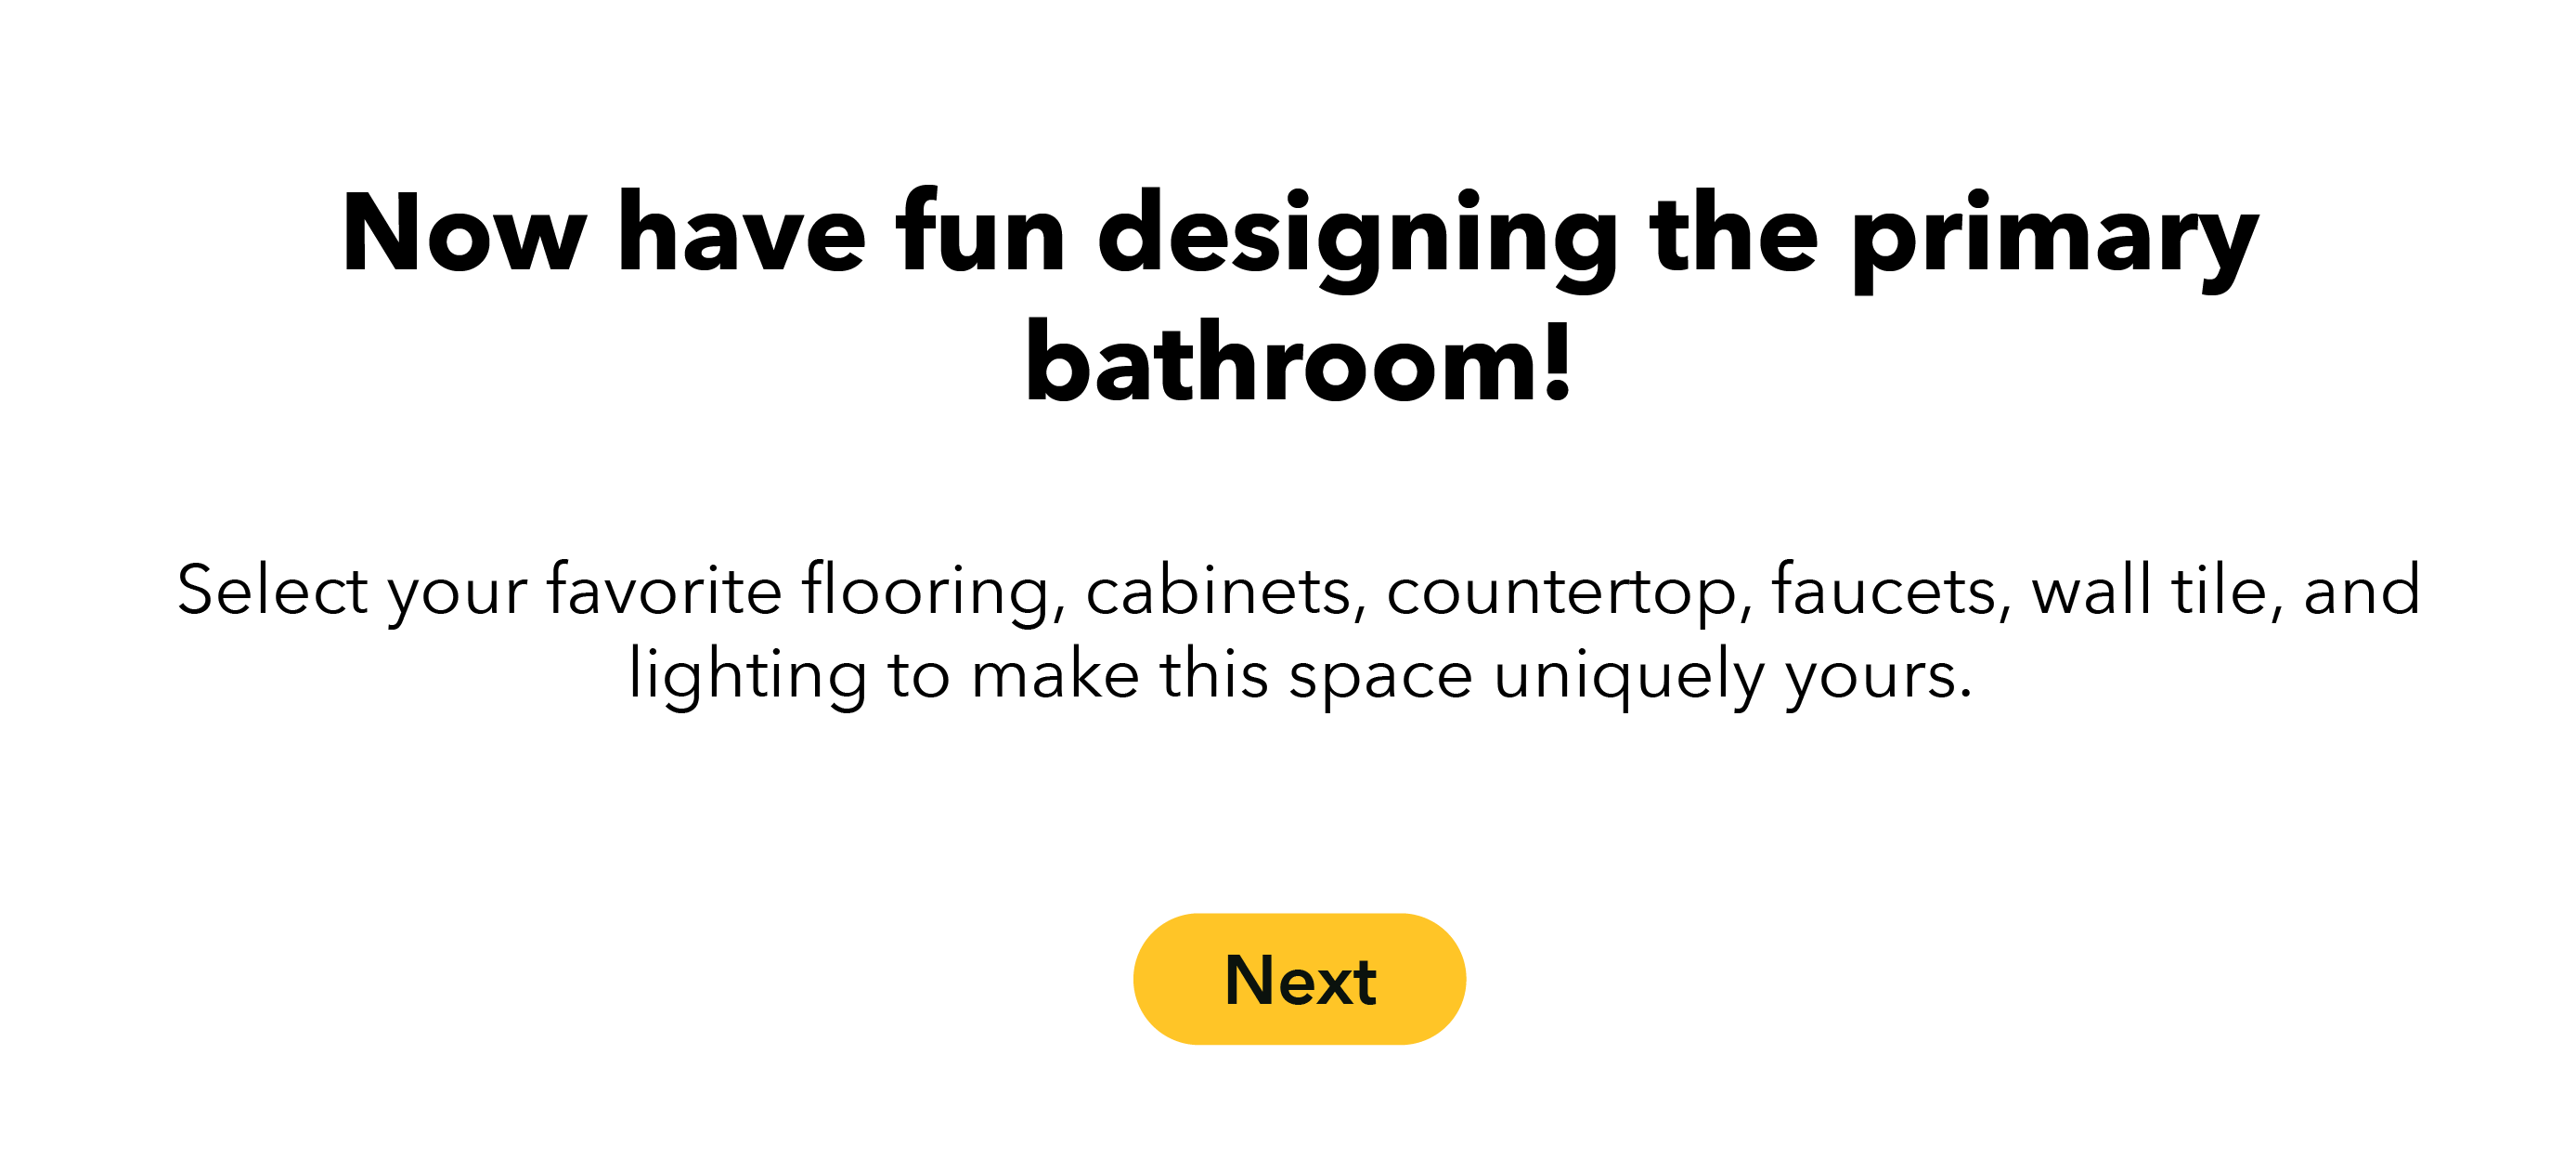 Now have fun designing the primary
bathroom!
Select your favorite flooring, cabinets, countertop, faucets, wall tile, and
lighting to make this space uniquely yours.
Next